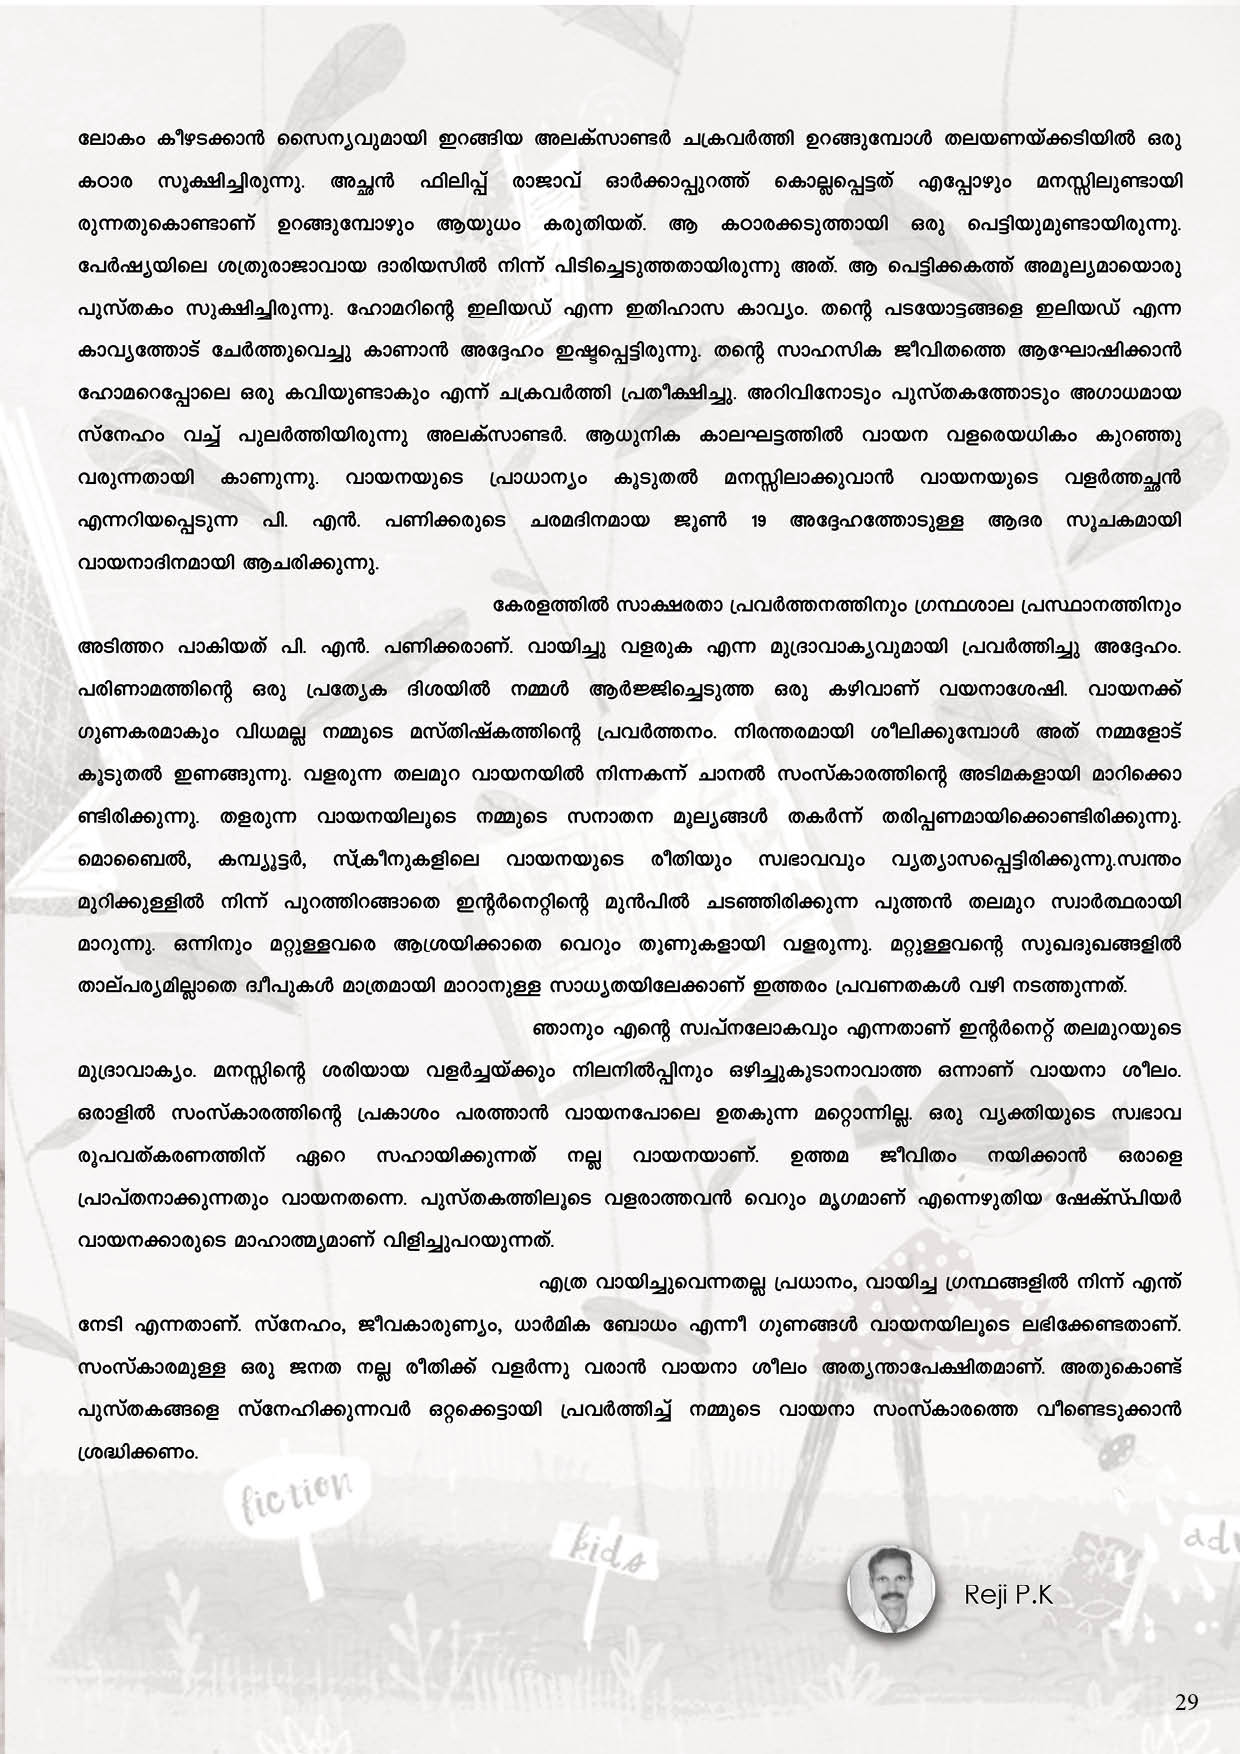 ലോകം കീഴടക്കാൻ സൈന്യവുമായി ഇറങ്ങിയ അലക്സാണ്ടർ ചക്രവർത്തി ഉറങ്ങുമ്പോൾ തലയണയ്ക്കടിയിൽ ഒരു
കഠാര സൂക്ഷിച്ചിരുന്നു. അച്ഛൻ ഫിലിപ്പ് രാജാവ് ഓർക്കാപ്പുറത്ത് കൊല്ലപ്പെട്ടത് എപ്പോഴും മനസ്സിലുണ്ടായി
രുന്നതുകൊണ്ടാണ് ഉറങ്ങുമ്പോഴും ആയുധം കരുതിയത്. ആ കഠാരക്കടുത്തായി ഒരു പെട്ടിയുമുണ്ടായിരുന്നു.
പേർഷ്യയിലെ ശത്രുരാജാവായ ദാരിയസിൽ നിന്ന് പിടിച്ചെടുത്തതായിരുന്നു അത്. ആ പെട്ടിക്കകത്ത് അമൂല്യമായൊരു
പുസ്തകം സൂക്ഷിച്ചിരുന്നു. ഹോമറിന്റെ ഇലിയഡ് എന്ന ഇതിഹാസ കാവ്യം. തന്റെ പടയോട്ടങ്ങളെ ഇലിയഡ് എന്ന
കാവ്യത്തോട് ചേർത്തുവെച്ചു കാണാൻ അദ്ദേഹം ഇഷ്ടപ്പെട്ടിരുന്നു. തന്റെ സാഹസിക ജീവിതത്തെ ആഘോഷിക്കാൻ
ഹോമറെപ്പോലെ ഒരു കവിയുണ്ടാകും എന്ന് ചക്രവർത്തി പ്രതീക്ഷിച്ചു. അറിവിനോടും പുസ്തകത്തോടും അഗാധമായ
സ്നേഹം വച്ച് പുലർത്തിയിരുന്നു അലക്സാണ്ടർ. ആധുനിക കാലഘട്ടത്തിൽ വായന വളരെയധികം കുറഞ്ഞു
വരുന്നതായി കാണുന്നു. വായനയുടെ പ്രാധാന്യം കൂടുതൽ മനസ്സിലാക്കുവാൻ വായനയുടെ വളർത്തച്ഛൻ
എന്നറിയപ്പെടുന്ന പി. എൻ. പണിക്കരുടെ ചരമദിനമായ ജൂൺ 19 അദ്ദേഹത്തോടുള്ള ആദര സൂചകമായി
വായനാദിനമായി ആചരിക്കുന്നു.
കേരളത്തിൽ സാക്ഷരതാ പ്രവർത്തനത്തിനും ഗ്രന്ഥശാല പ്രസ്ഥാനത്തിനും
അടിത്തറ പാകിയത് പി. എൻ. പണിക്കരാണ്. വായിച്ചു വളരുക എന്ന മുദ്രാവാക്യവുമായി പ്രവർത്തിച്ചു അദ്ദേഹം.
പരിണാമത്തിന്റെ ഒരു പ്രത്യേക ദിശയിൽ നമ്മൾ ആർജ്ജിച്ചെടുത്ത ഒരു കഴിവാണ് വയനാശേഷി. വായനക്ക്
ഗുണകരമാകും വിധമല്ല നമ്മുടെ മസ്തിഷ്കത്തിന്റെ പ്രവർത്തനം. നിരന്തരമായി ശീലിക്കുമ്പോൾ അത് നമ്മളോട്
കൂടുതൽ ഇണങ്ങുന്നു. വളരുന്ന തലമുറ വായനയിൽ നിന്നകന്ന് ചാനൽ സംസ്കാരത്തിന്റെ അടിമകളായി മാറിക്കൊ
ണ്ടിരിക്കുന്നു. തളരുന്ന വായനയിലൂടെ നമ്മുടെ സനാതന മൂല്യങ്ങൾ തകർന്ന് തരിപ്പണമായിക്കൊണ്ടിരിക്കുന്നു.
മൊബൈൽ, കമ്പ്യൂട്ടർ, സ്ക്രീനുകളിലെ വായനയുടെ രീതിയും സ്വഭാവവും വ്യത്യാസപ്പെട്ടിരിക്കുന്നു.സ്വന്തം
മുറിക്കുള്ളിൽ നിന്ന് പുറത്തിറങ്ങാതെ ഇന്റർനെറ്റിന്റെ മുൻപിൽ ചടഞ്ഞിരിക്കുന്ന പുത്തൻ തലമുറ സ്വാർത്ഥരായി
മാറുന്നു. ഒന്നിനും മറ്റുള്ളവരെ ആശ്രയിക്കാതെ വെറും തൂണുകളായി വളരുന്നു. മറ്റുള്ളവന്റെ സുഖദുഖങ്ങളിൽ
താല്പര്യമില്ലാതെ ദ്വീപുകൾ മാത്രമായി മാറാനുള്ള സാധ്യതയിലേക്കാണ് ഇത്തരം പ്രവണതകൾ വഴി നടത്തുന്നത്.
ഞാനും എന്റെ സ്വപ്നലോകവും എന്നതാണ് ഇന്റർനെറ്റ് തലമുറയുടെ
മുദ്രാവാക്യം. മനസ്സിന്റെ ശരിയായ വളർച്ചയ്ക്കും നിലനിൽപ്പിനും ഒഴിച്ചുകൂടാനാവാത്ത ഒന്നാണ് വായനാ ശീലം.
ഒരാളിൽ സംസ്കാരത്തിന്റെ പ്രകാശം പരത്താൻ വായനപോലെ ഉതകുന്ന മറ്റൊന്നില്ല. ഒരു വ്യക്തിയുടെ സ്വഭാവ
രൂപവത്കരണത്തിന് ഏറെ സഹായിക്കുന്നത് നല്ല വായനയാണ്. ഉത്തമ ജീവിതം നയിക്കാൻ ഒരാളെ
പ്രാപ്തനാക്കുന്നതും വായനതന്നെ. പുസ്തകത്തിലൂടെ വളരാത്തവൻ വെറും മൃഗമാണ് എന്നെഴുതിയ ഷേക്സ്പിയർ
വായനക്കാരുടെ മാഹാത്മ്യമാണ് വിളിച്ചുപറയുന്നത്.
എത്ര വായിച്ചുവെന്നതല്ല പ്രധാനം, വായിച്ച ഗ്രന്ഥങ്ങളിൽ നിന്ന് എന്ത്
നേടി എന്നതാണ്. സ്നേഹം, ജീവകാരുണ്യം, ധാർമിക ബോധം എന്നീ ഗുണങ്ങൾ വായനയിലൂടെ ലഭിക്കേണ്ടതാണ്.
സംസ്കാരമുള്ള ഒരു ജനത നല്ല രീതിക്ക് വളർന്നു വരാൻ വായനാ ശീലം അത്യന്താപേക്ഷിതമാണ്. അതുകൊണ്ട്
പുസ്തകങ്ങളെ സ്നേഹിക്കുന്നവർ ഒറ്റക്കെട്ടായി പ്രവർത്തിച്ച് നമ്മുടെ വായനാ സംസ്കാരത്തെ വീണ്ടെടുക്കാൻ
ശ്രദ്ധിക്കണം.
fiction
kids
adv
Reji P.K
29